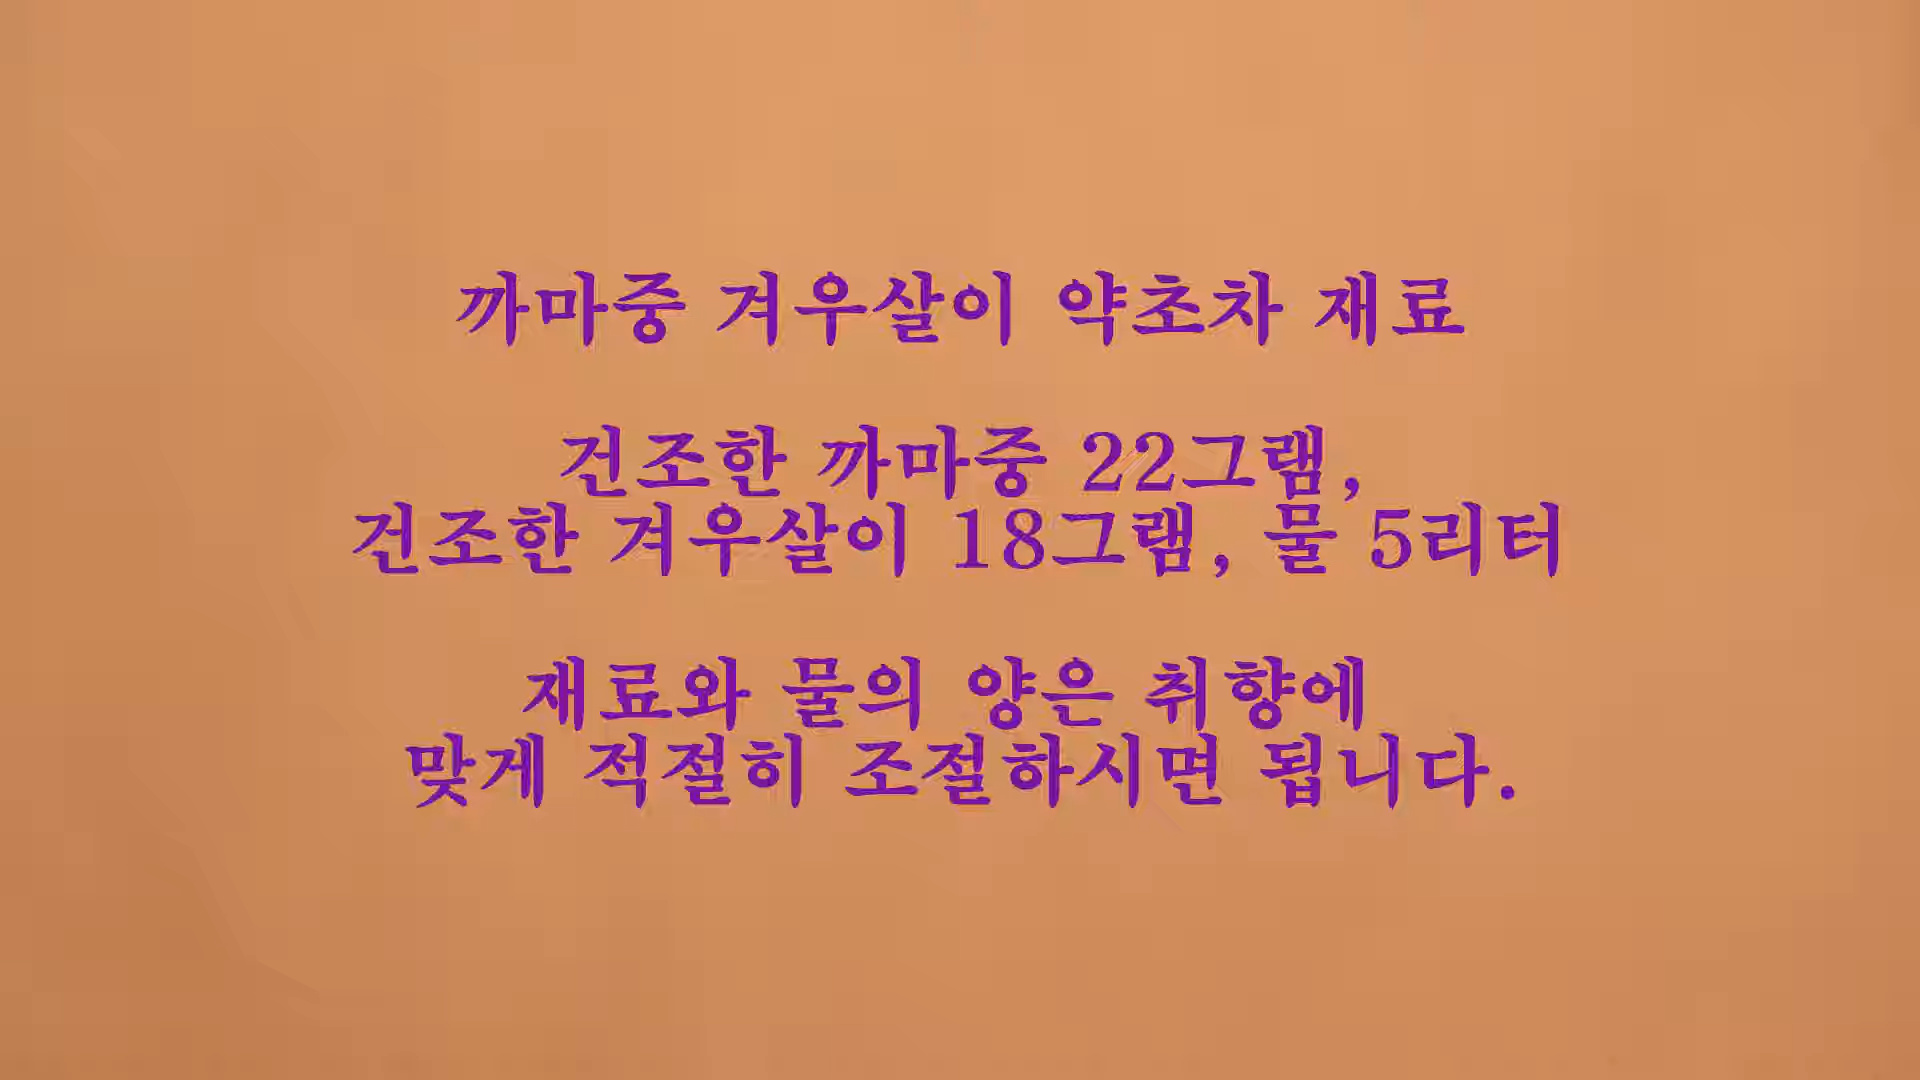 까마중 겨우살이 약초차 재료
건조한 까마중 22그램,
건조한 겨우살이 18그램, 물 5리터
재료와 물의 양은 취향에
맞게 적절히 조절하시면 됩니다.